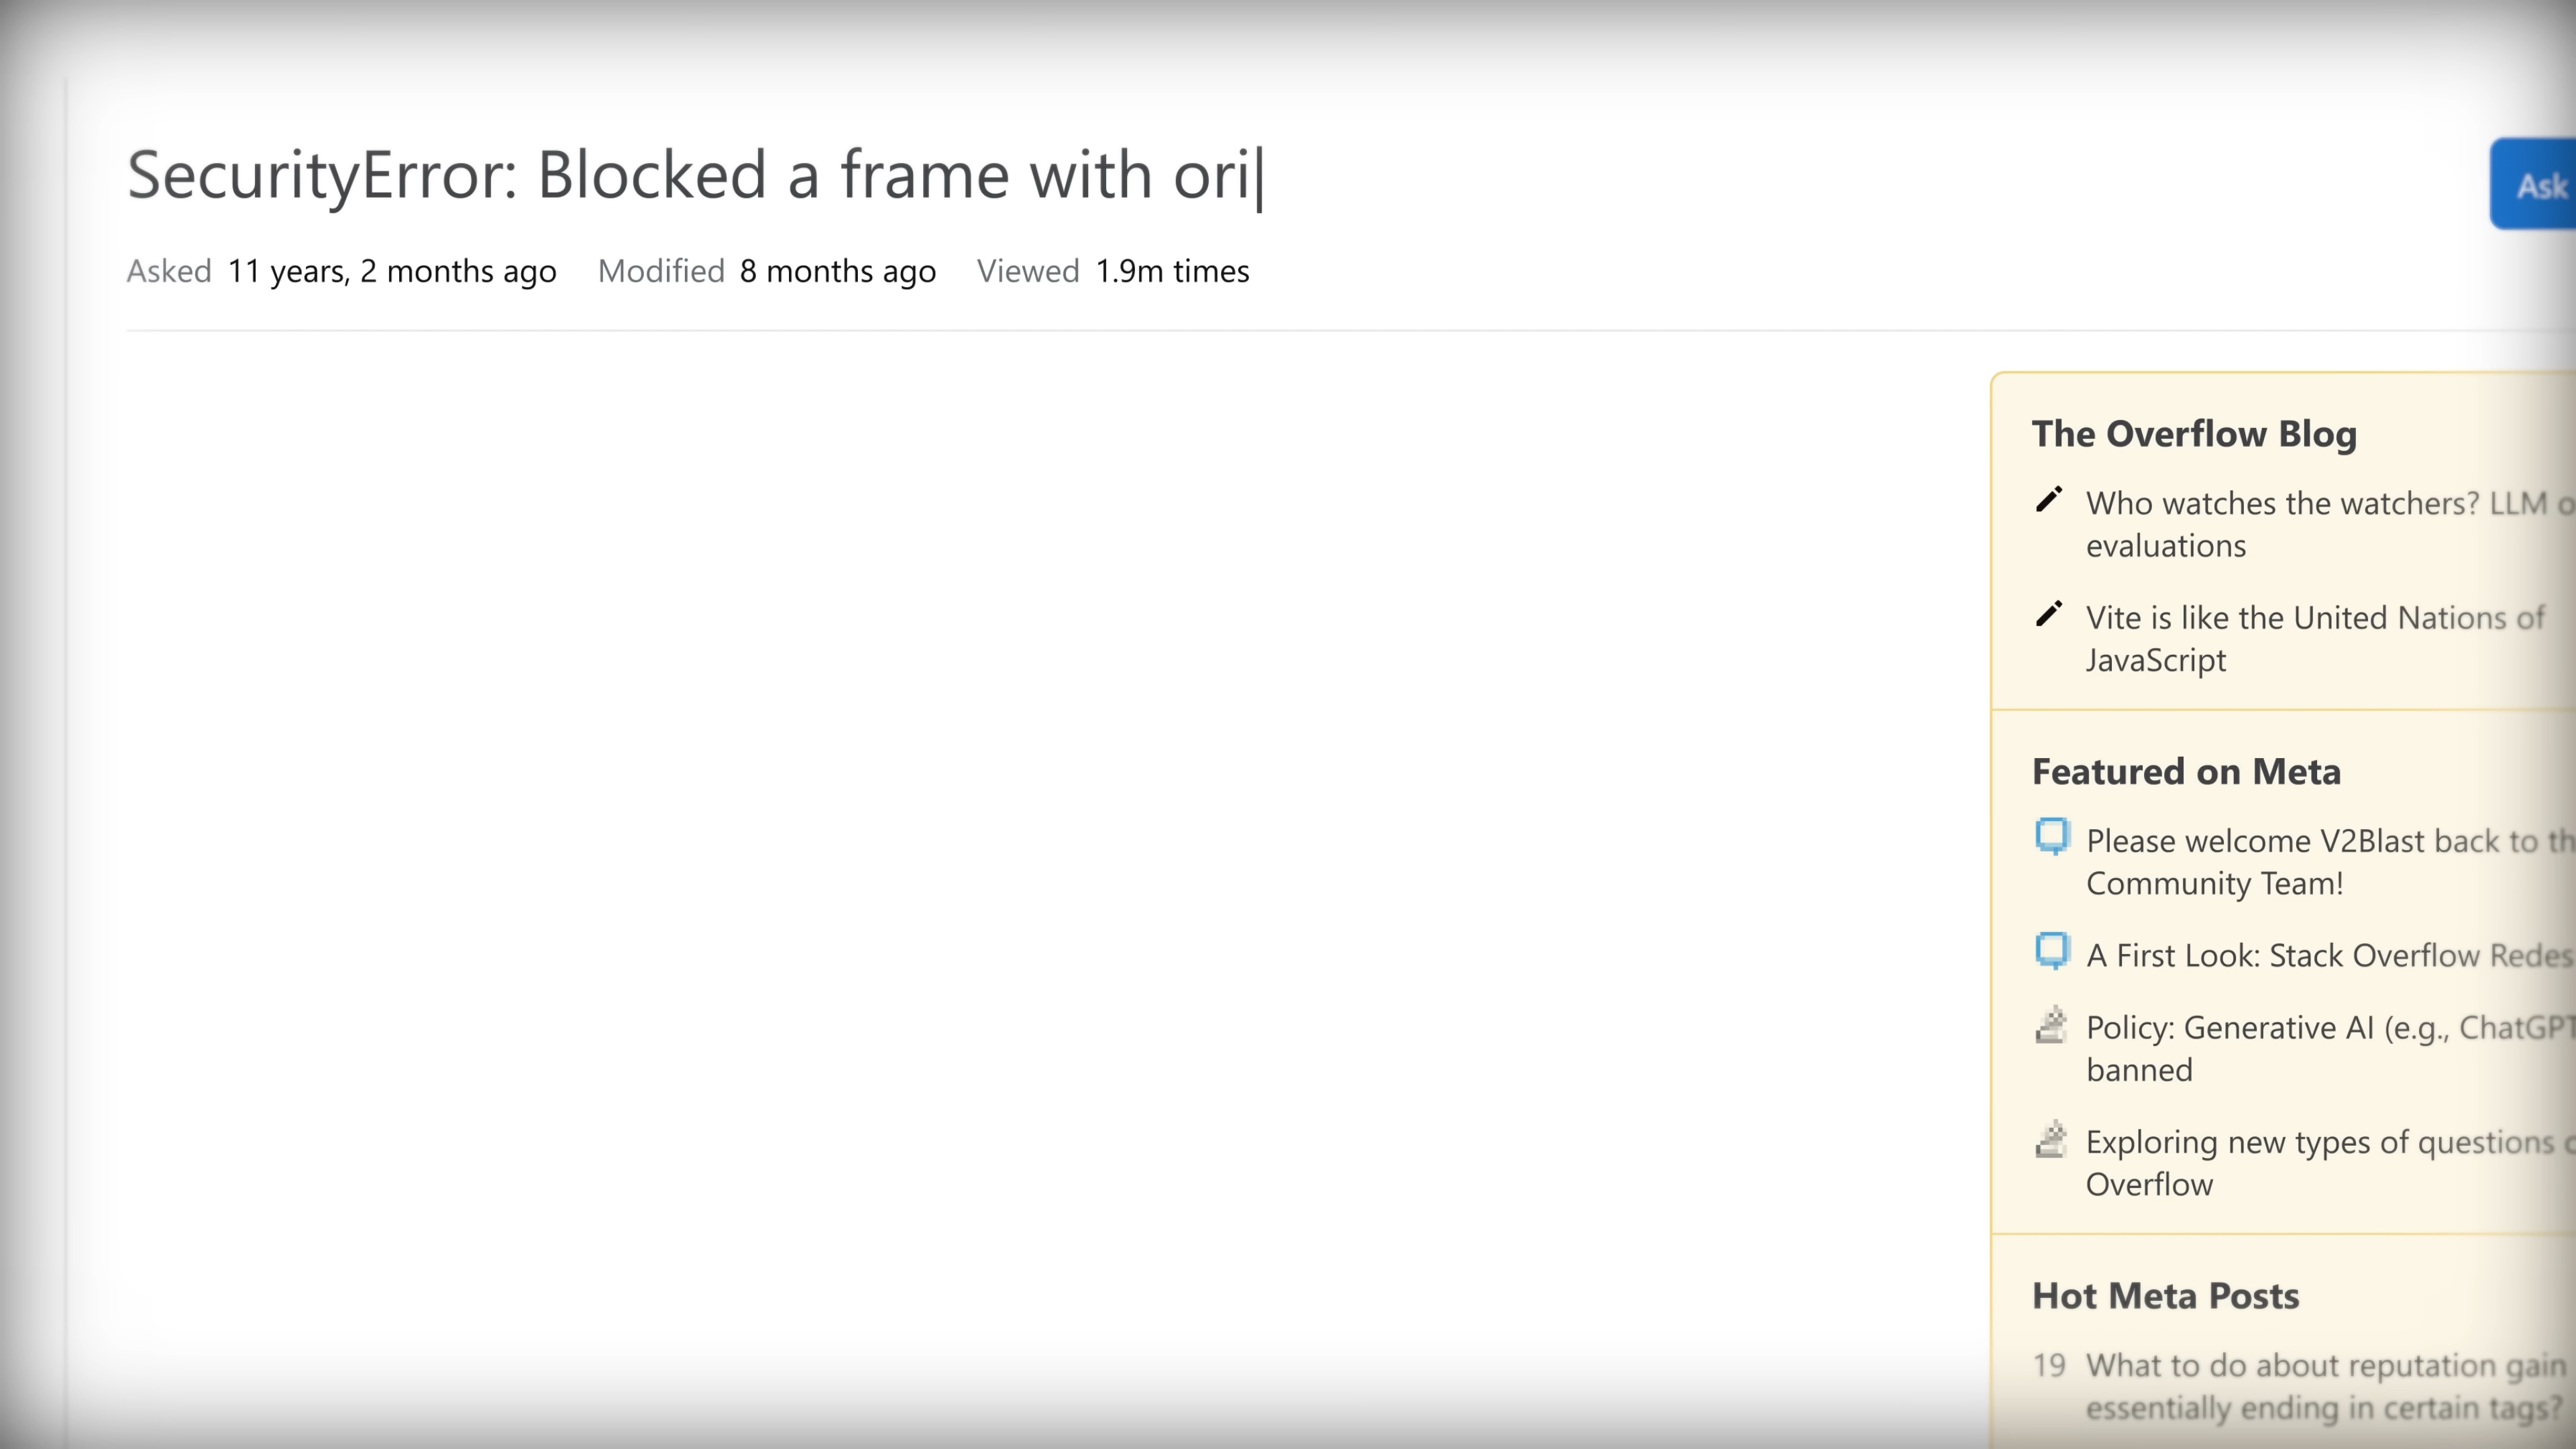 SecurityError: Blocked a frame with ori
Ask
Asked 11 years, 2 months ago Modified 8 months ago Viewed 1.9m times
The Overflow Blog
Who watches the watchers? LLM
evaluations
Vite is like the United Nations of
JavaScript
Featured on Meta
Please welcome V2Blast back to
Community Team!
A First Look: Stack Overflow
Policy: Generative AI (e.g., ChatGPT
banned
Exploring new types of questions
Overflow
Hot Meta Posts
19 What to do about reputation gain
essentially ending in certain tags?